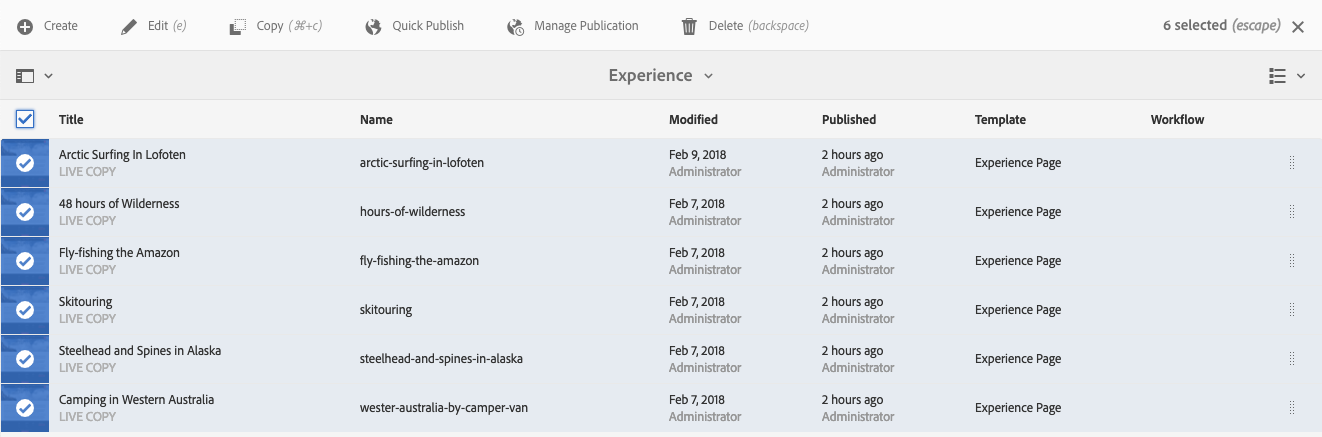 Create Edit (e) Copy (⌘+c) Quick Publish Manage Publication Delete (backspace) 6 selected (escape)
Experience
Title Name Modified Published Template Workflow
Arctic Surfing In Lofoten
LIVE COPY
arctic-surfing-in-lofoten
Feb 9, 2018
Administrator
2 hours ago
Administrator
Experience Page
48 hours of Wilderness
LIVE COPY
hours-of-wilderness
Feb 7, 2018
Administrator
2 hours ago
Administrator
Experience Page
Fly-fishing the Amazon
LIVE COPY
fly-fishing-the-amazon
Feb 7, 2018
Administrator
2 hours ago
Administrator
Experience Page
Skitouring
LIVE COPY
skitouring
Feb 7, 2018
Administrator
2 hours ago
Administrator
Experience Page
Steelhead and Spines in Alaska
LIVE COPY
steelhead-and-spines-in-alaska
Feb 7, 2018
Administrator
2 hours ago
Administrator
Experience Page
Camping in Western Australia
LIVE COPY
wester-australia-by-camper-van
Feb 7, 2018
Administrator
2 hours ago
Administrator
Experience Page